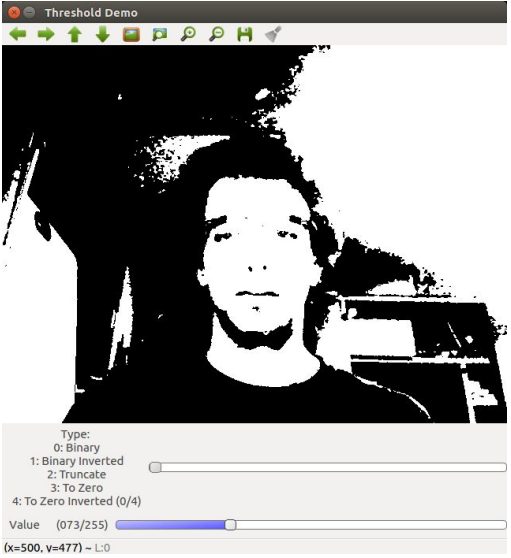 Threshold Demo
Type:
0: Binary
1: Binary Inverted
2: Truncate
3: To Zero
4: To Zero Inverted (0/4)
Value (073/255)
(x=500, y=477) ~ L:0